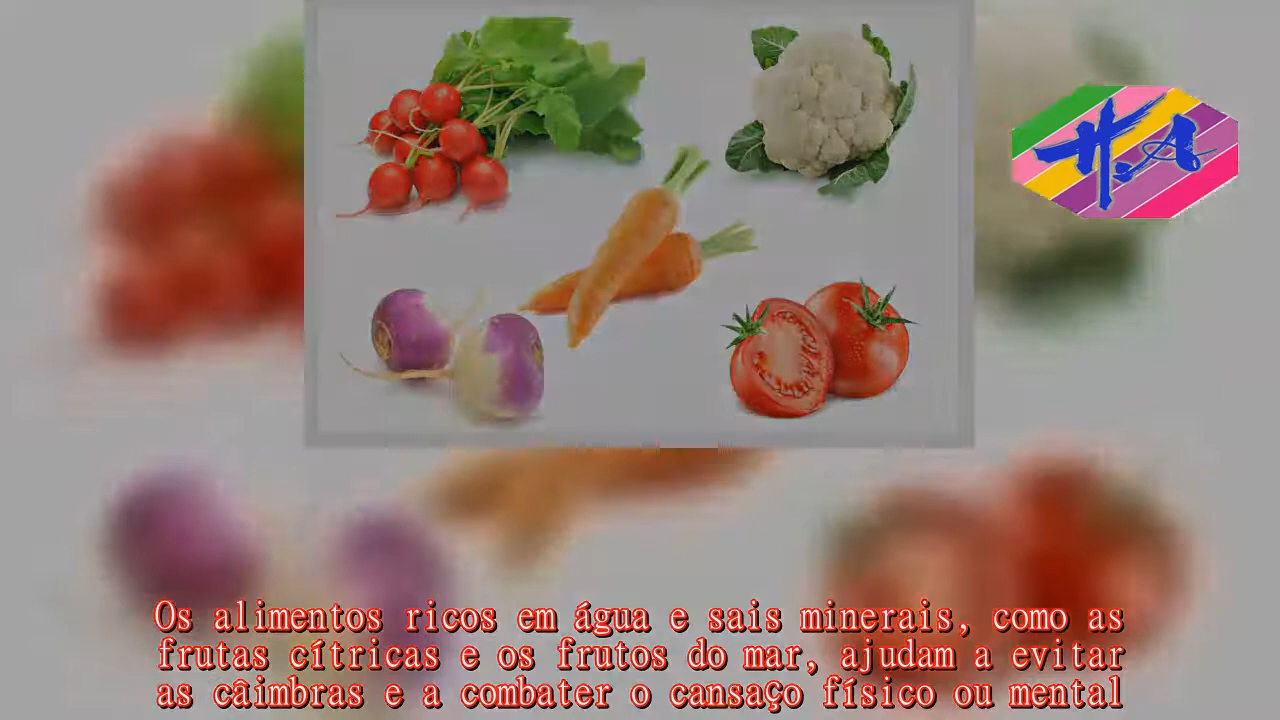 H.A
Os alimentos ricos em água e sais minerais, como as
frutas cítricas e os frutos do mar, ajudam a evitar
as câimbras e a combater o cansaço físico ou mental